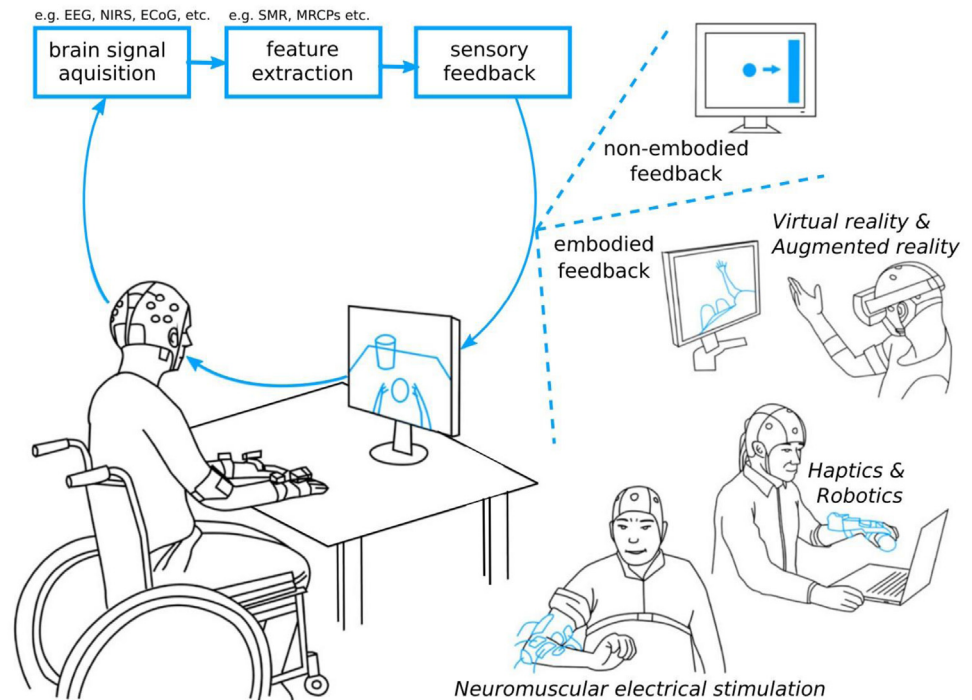 e.g. EEG, NIRS, ECoG, etc.
e.g. SMR, MRCPs etc.
brain signal
aquisition
feature
extraction
sensory
feedback
non-embodied
feedback
embodied
feedback
Virtual reality &
Augmented reality
Haptics &
Robotics
Neuromuscular electrical stimulation